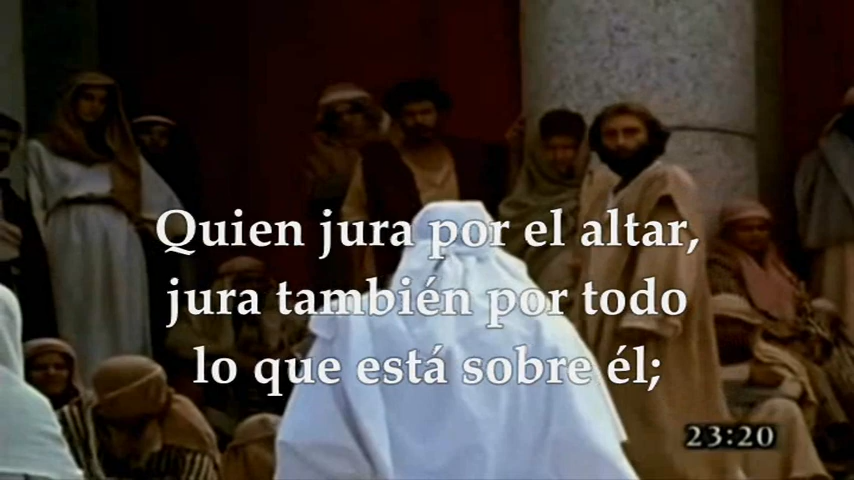 Quien jura por el altar,
jura también por todo
lo que está sobre él;
23:20